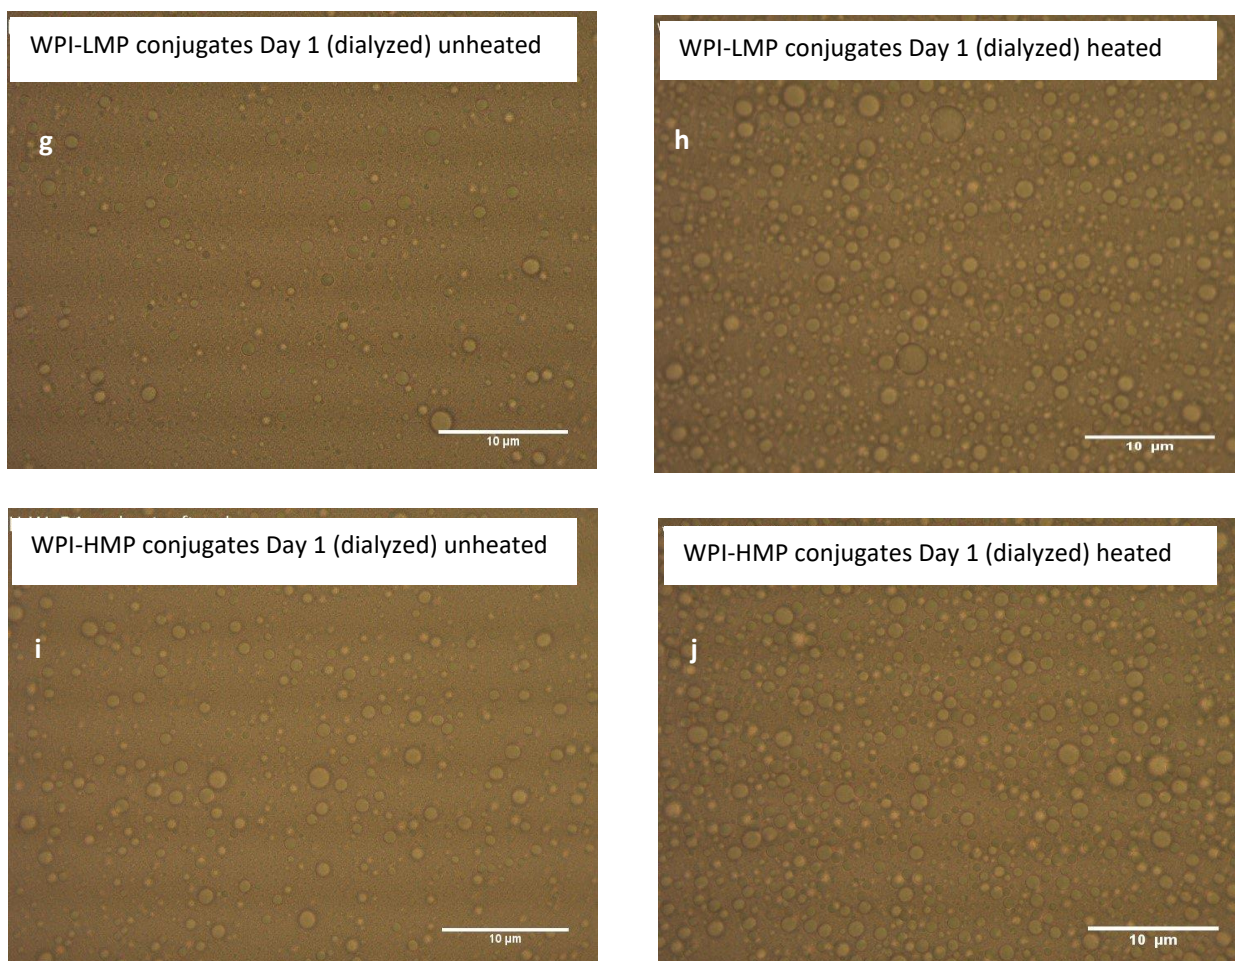 WPI-LMP conjugates Day 1 (dialyzed) unheated
g
10 µm
WPI-LMP conjugates Day 1 (dialyzed) heated
h
10 µm
WPI-HMP conjugates Day 1 (dialyzed) unheated
i
10 µm
WPI-HMP conjugates Day 1 (dialyzed) heated
j
10 µm